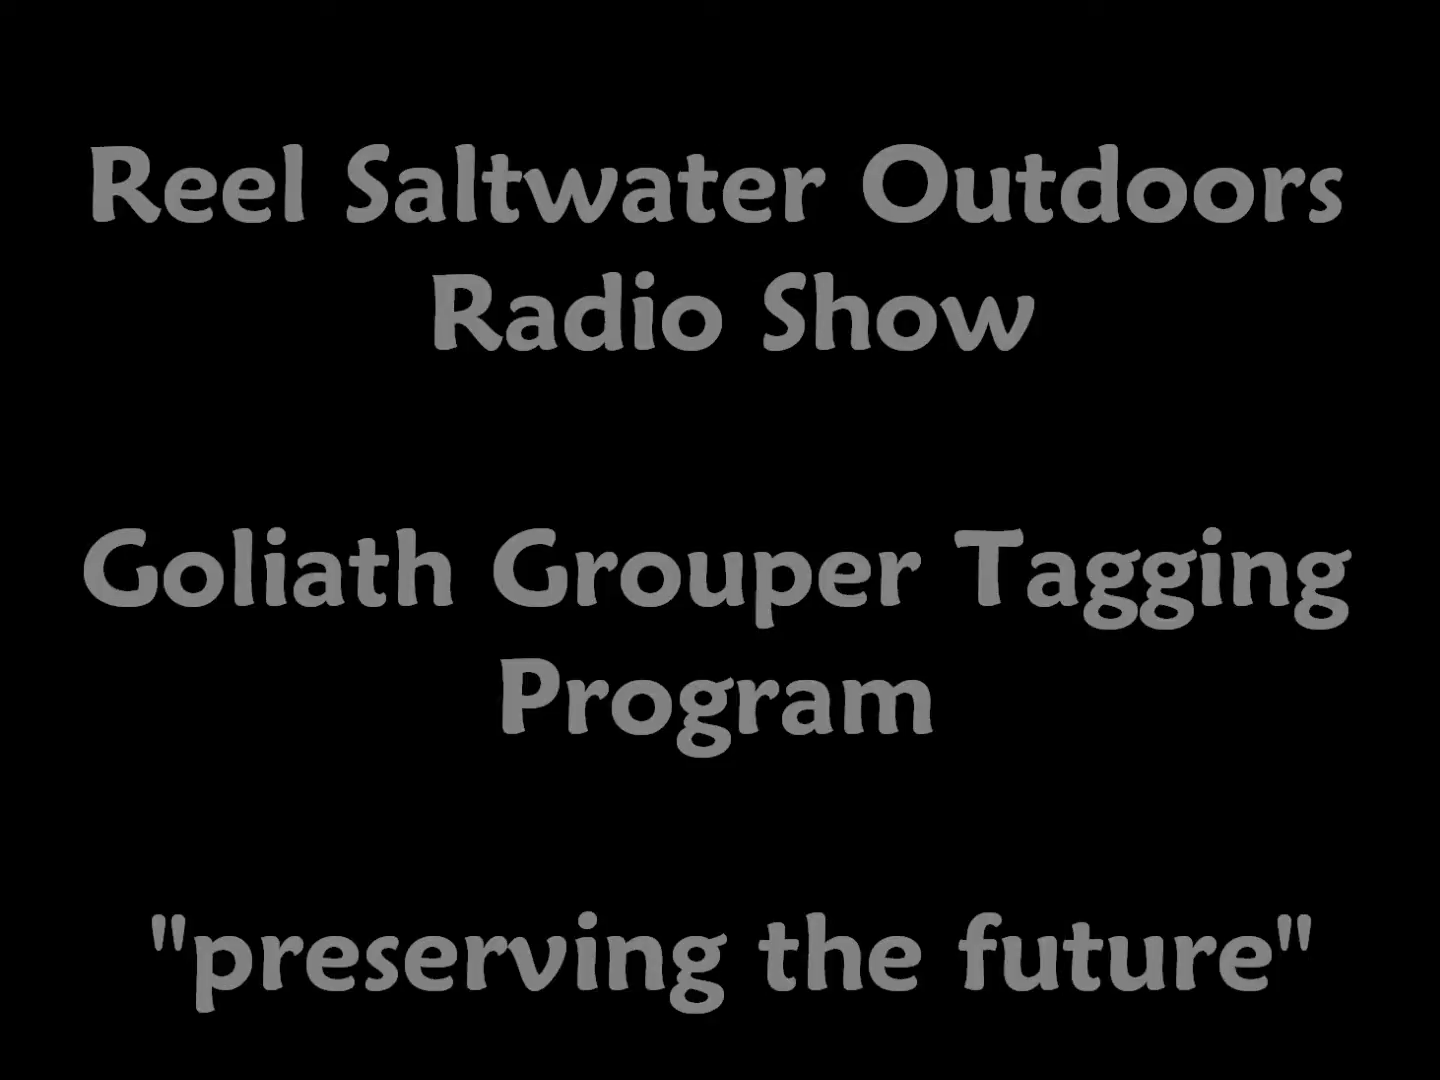 Reel Saltwater Outdoors
Radio Show
Goliath Grouper Tagging
Program
"preserving the future"